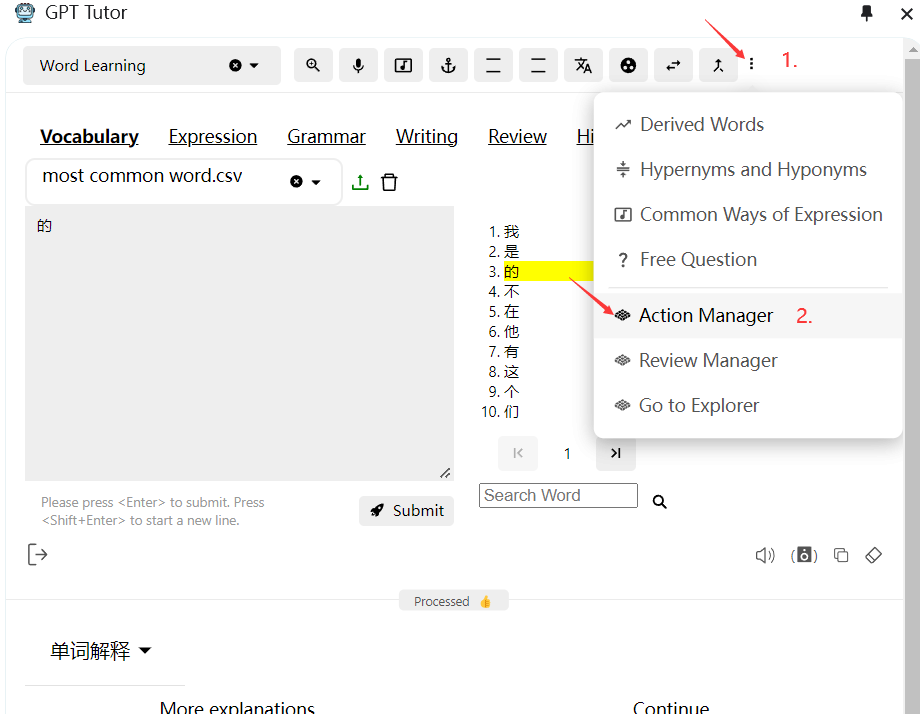 GPT Tutor
Word Learning
1.
Vocabulary Expression Grammar Writing Review Hi
most common word.csv
的
1. 我
2. 是
3. 的
4. 不
5. 在
6. 他
7. 有
8. 这
9. 个
10. 们
1
Search Word
Derived Words
Hypernyms and Hyponyms
Common Ways of Expression
Free Question
Action Manager 2.
Review Manager
Go to Explorer
Please press <Enter> to submit. Press
<Shift+Enter> to start a new line.
Submit
Processed 👍
单词解释
More explanations Continue